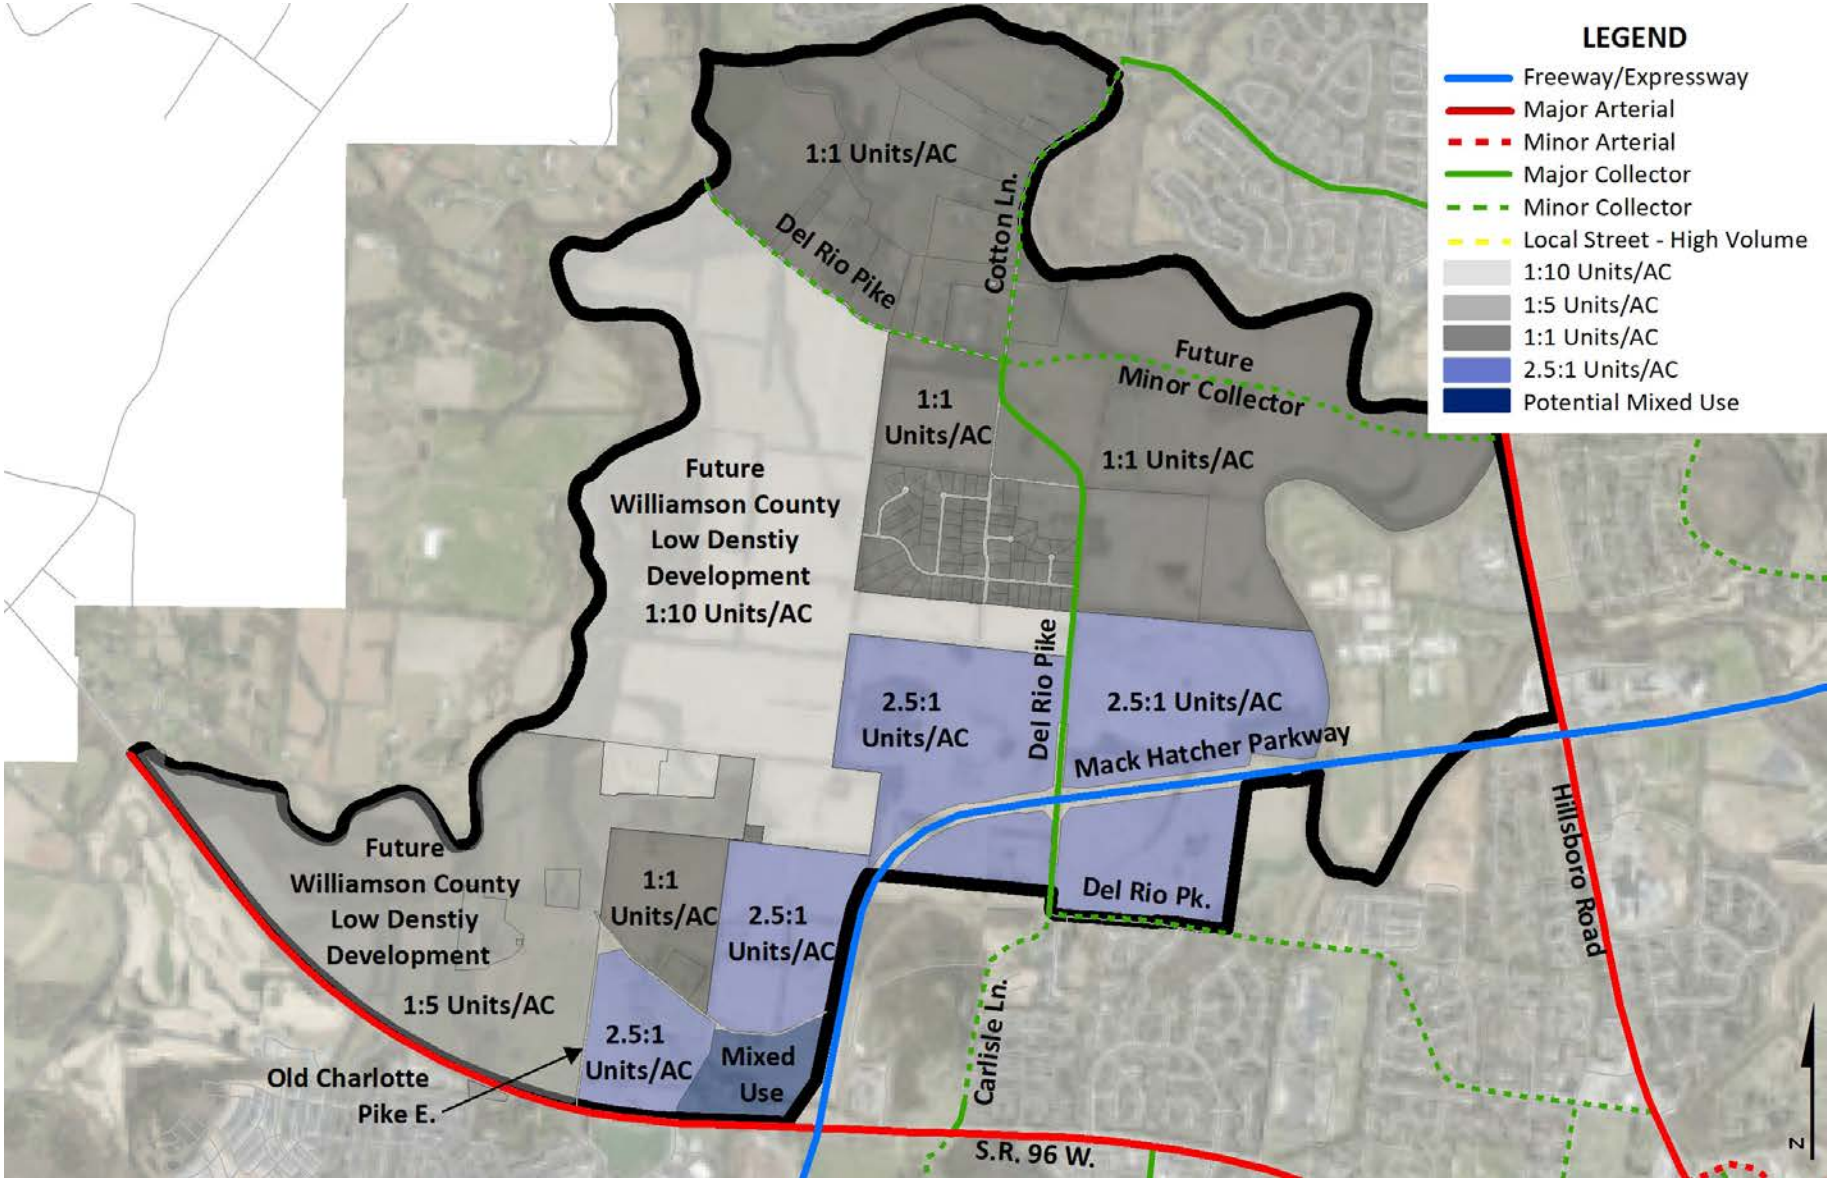 LEGEND
Freeway/Expressway
Major Arterial
Minor Arterial
Major Collector
Minor Collector
Local Street - High Volume
1:10 Units/AC
1:5 Units/AC
1:1 Units/AC
2.5:1 Units/AC
Potential Mixed Use
1:1 Units/AC
Cotton Ln.
Del Rio Pike
Future
Minor Collector
1:1
Units/AC
1:1 Units/AC
Future
Williamson County
Low Denstiy
Development
1:10 Units/AC
Del Rio Pike
2.5:1
Units/AC
2.5:1 Units/AC
Mack Hatcher Parkway
Hillsboro Road
Future
Williamson County
Low Denstiy
Development
1:5 Units/AC
1:1
Units/AC
2.5:1
Units/AC
Del Rio Pk.
2.5:1
Units/AC
Mixed
Use
Carlisle Ln.
Old Charlotte
Pike E.
S.R. 96 W.
N